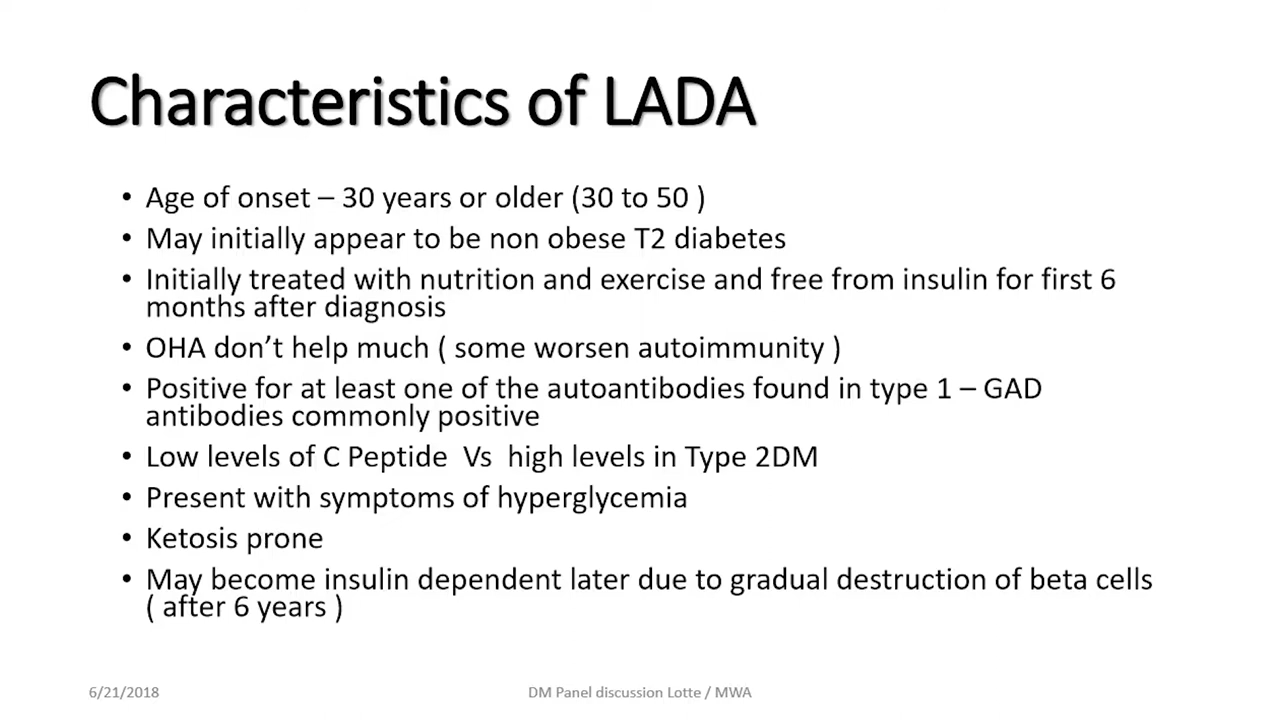 Characteristics of LADA
• Age of onset – 30 years or older (30 to 50 )
• May initially appear to be non obese T2 diabetes
• Initially treated with nutrition and exercise and free from insulin for first 6
months after diagnosis
• OHA don’t help much ( some worsen autoimmunity )
• Positive for at least one of the autoantibodies found in type 1 – GAD
antibodies commonly positive
• Low levels of C Peptide  Vs  high levels in Type 2DM
• Present with symptoms of hyperglycemia
• Ketosis prone
• May become insulin dependent later due to gradual destruction of beta cells
( after 6 years )
6/21/2018
DM Panel discussion Lotte / MWA